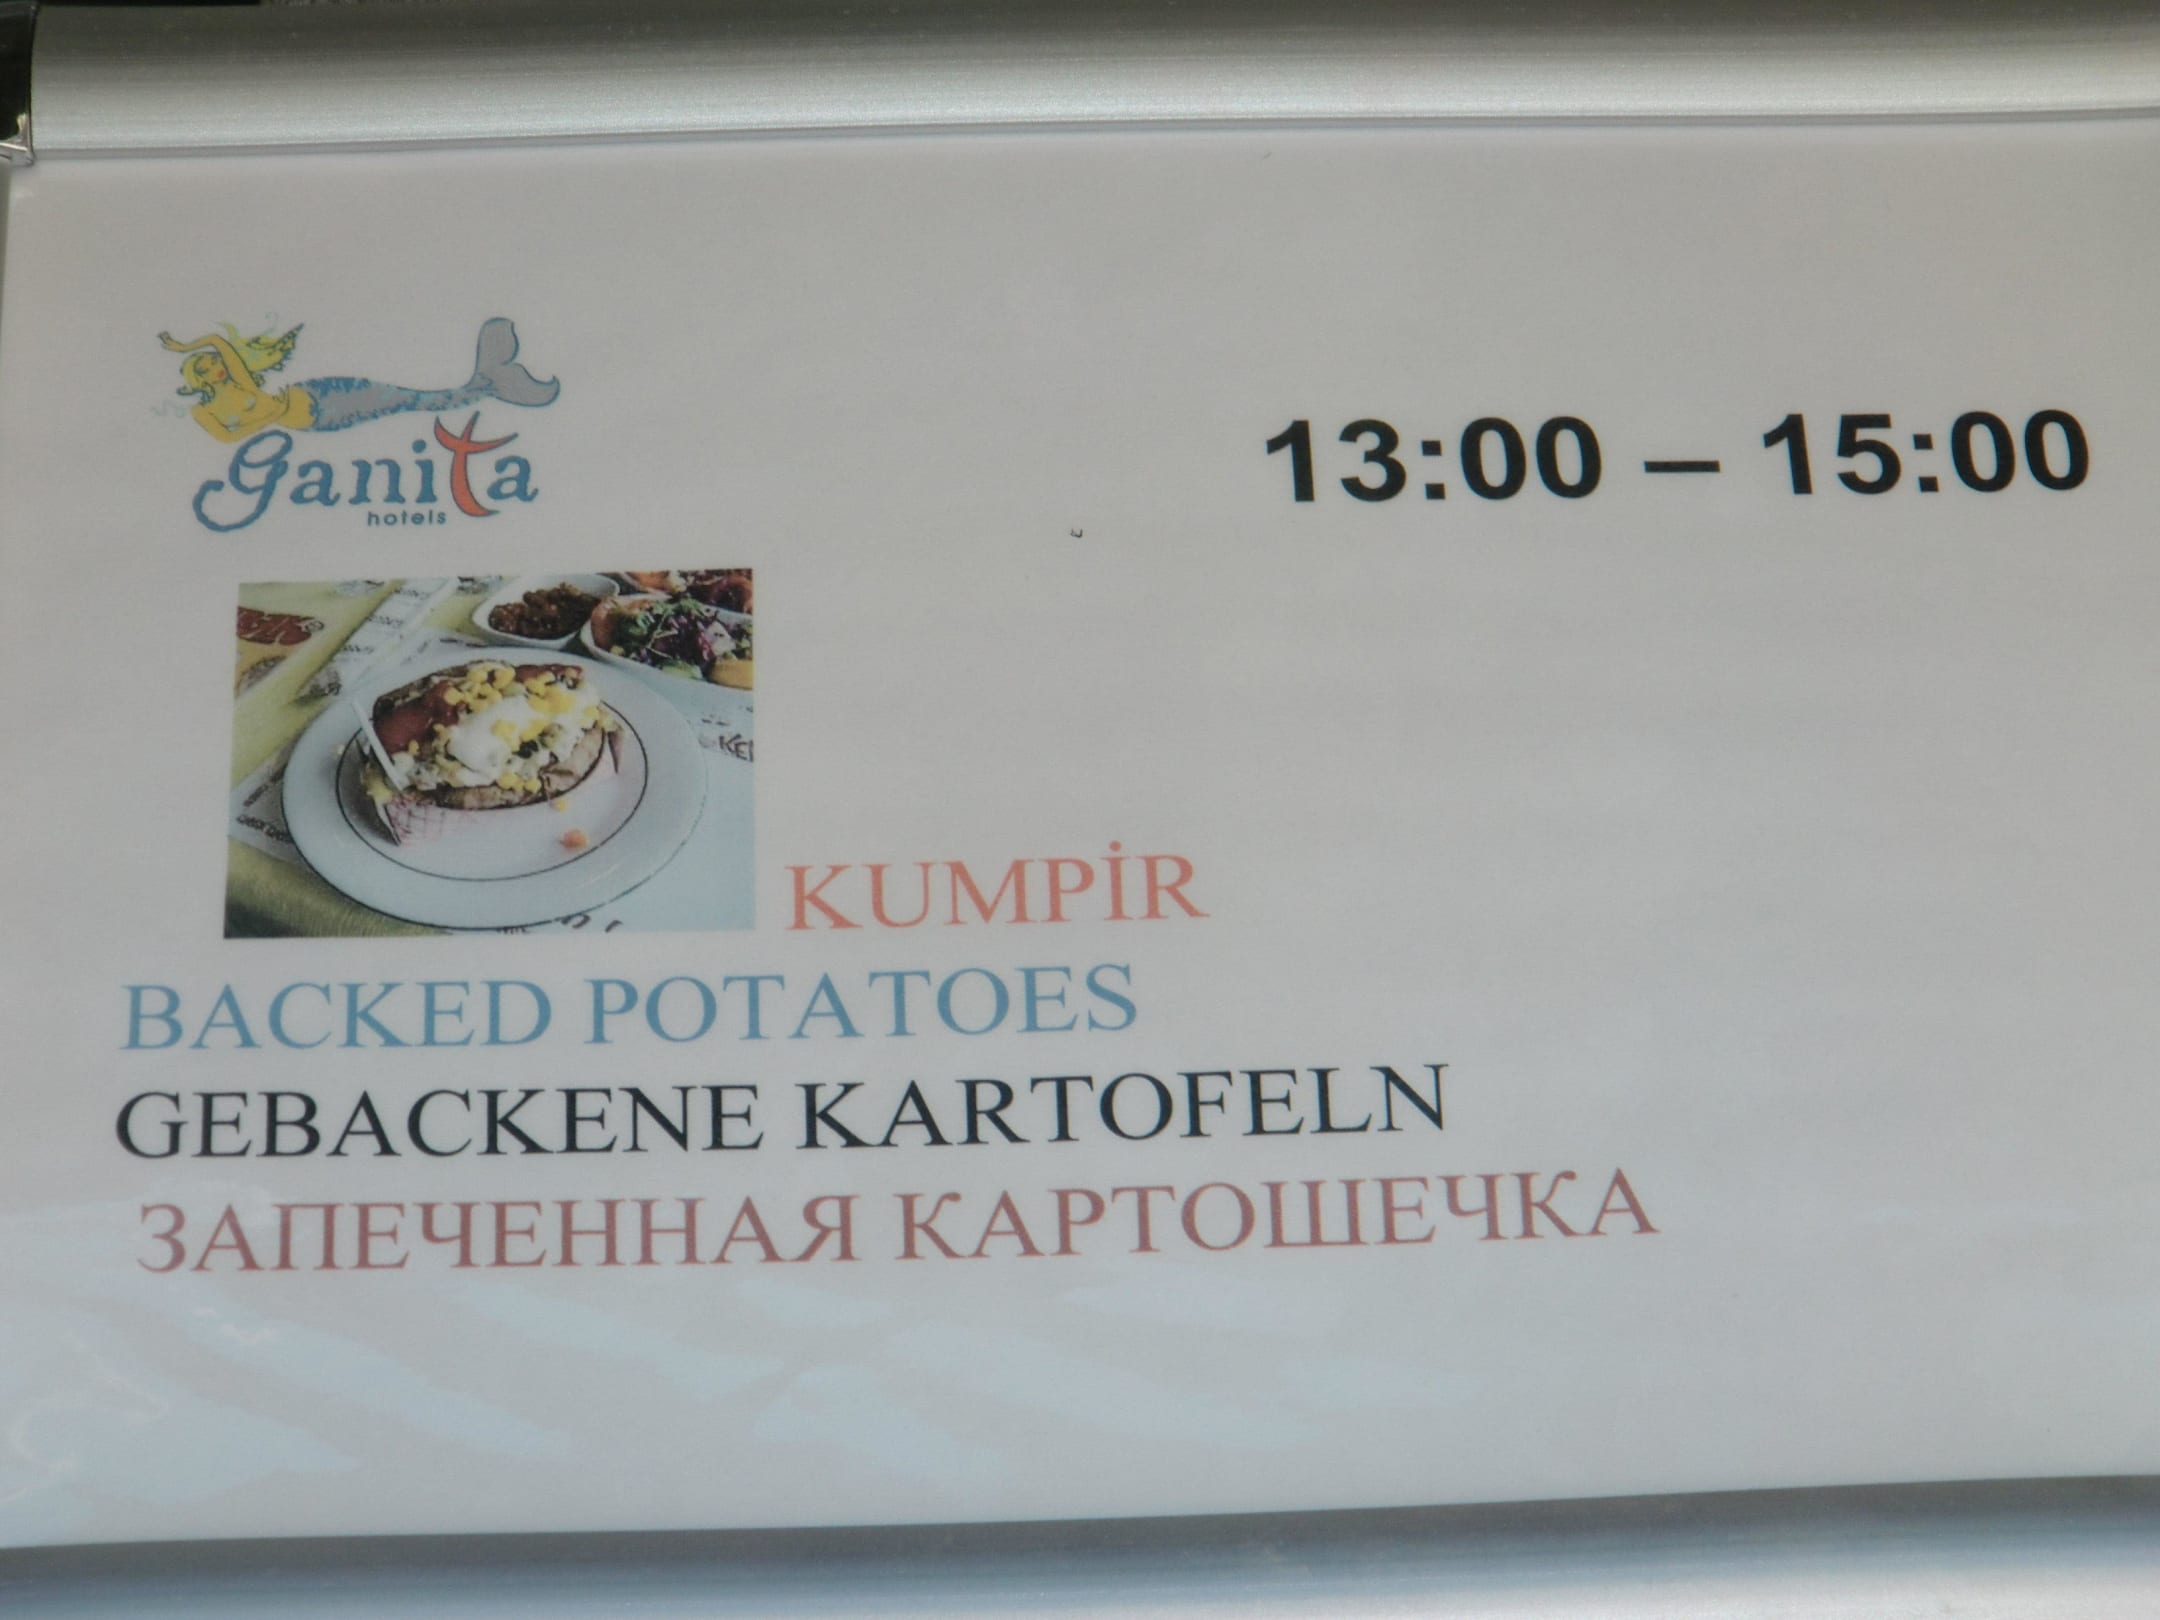 ganita
hotels
13:00 – 15:00
KUMPİR
BACKED POTATOES
GEBACKENE KARTOFELN
ЗАПЕЧЕННАЯ КАРТОШЕЧКА